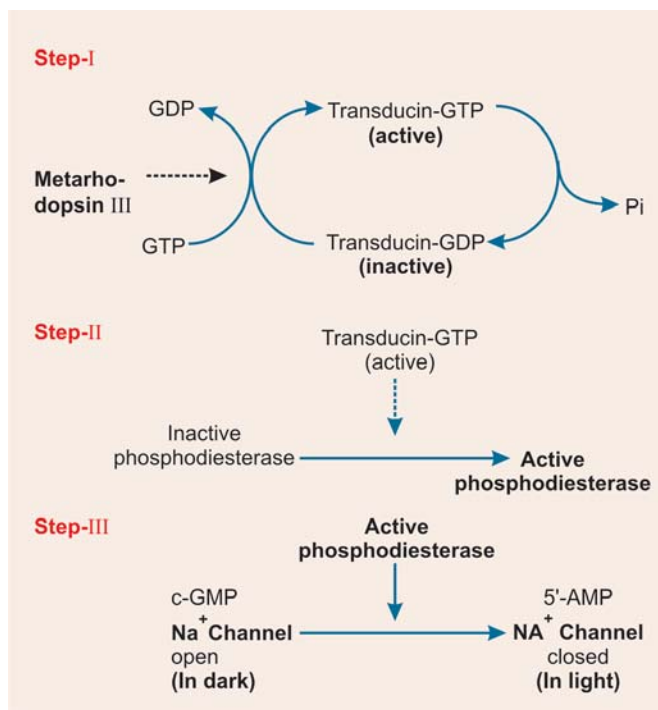 Step-I
GDP
Transducin-GTP
(active)
Metarho-
dopsin III
Pi
GTP
Transducin-GDP
(inactive)
Step-II
Transducin-GTP
(active)
Inactive
phosphodiesterase
Active
phosphodiesterase
Step-III
Active
phosphodiesterase
c-GMP
5'-AMP
Na+ Channel
NA+ Channel
open
closed
(In dark)
(In light)